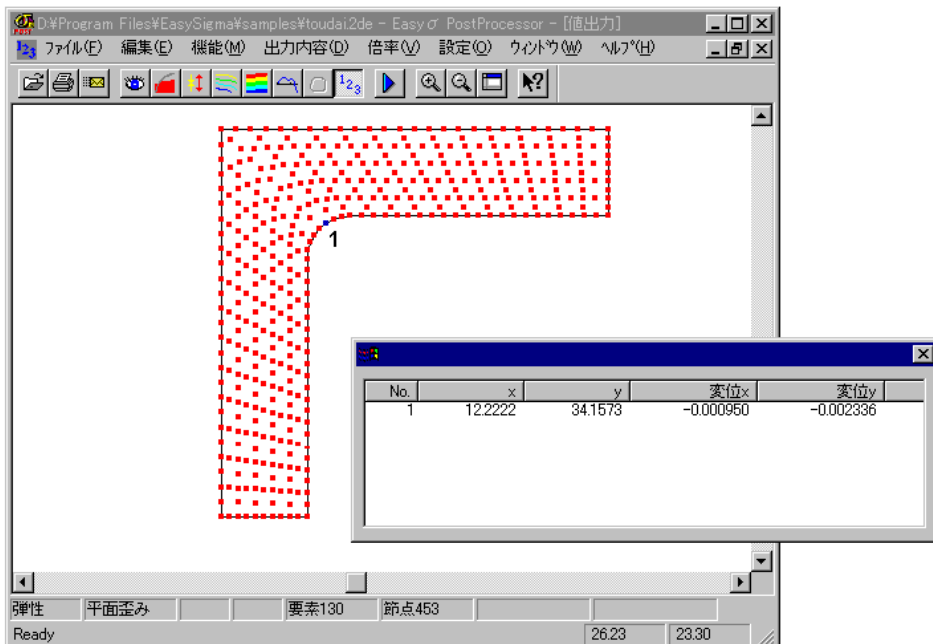 D:¥Program Files¥EasySigma¥samples¥toudai.2de - Easyσ PostProcessor - [値出力]
ファイル(F) 編集(E) 機能(M) 出力内容(D) 倍率(V) 設定(O) ウィンドウ(W) ヘルプ(H)
1
No. x y 変位x 変位y
1 12.2222 34.1573 -0.000950 -0.002336
弾性 平面歪み 要素130 節点453
Ready 26.23 23.30